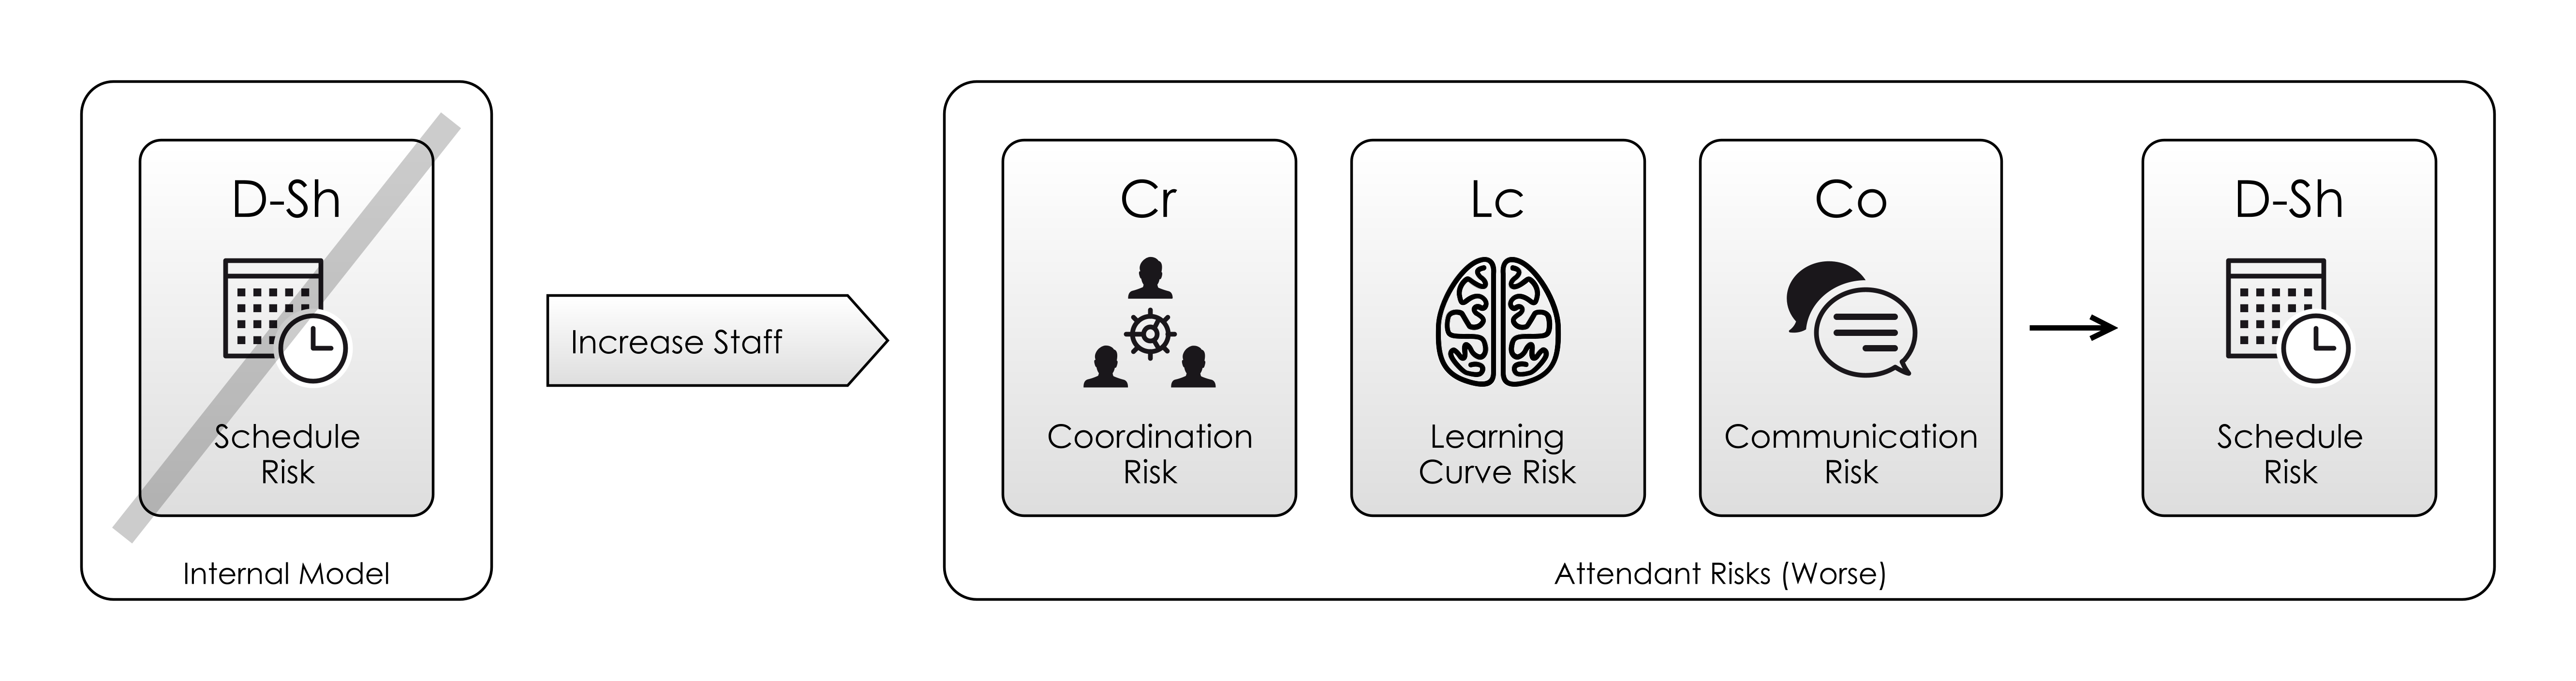 D-Sh
Schedule
Risk
Internal Model
Increase Staff
Cr
Coordination
Risk
Lc
Learning
Curve Risk
Co
Communication
Risk
D-Sh
Schedule
Risk
Attendant Risks (Worse)